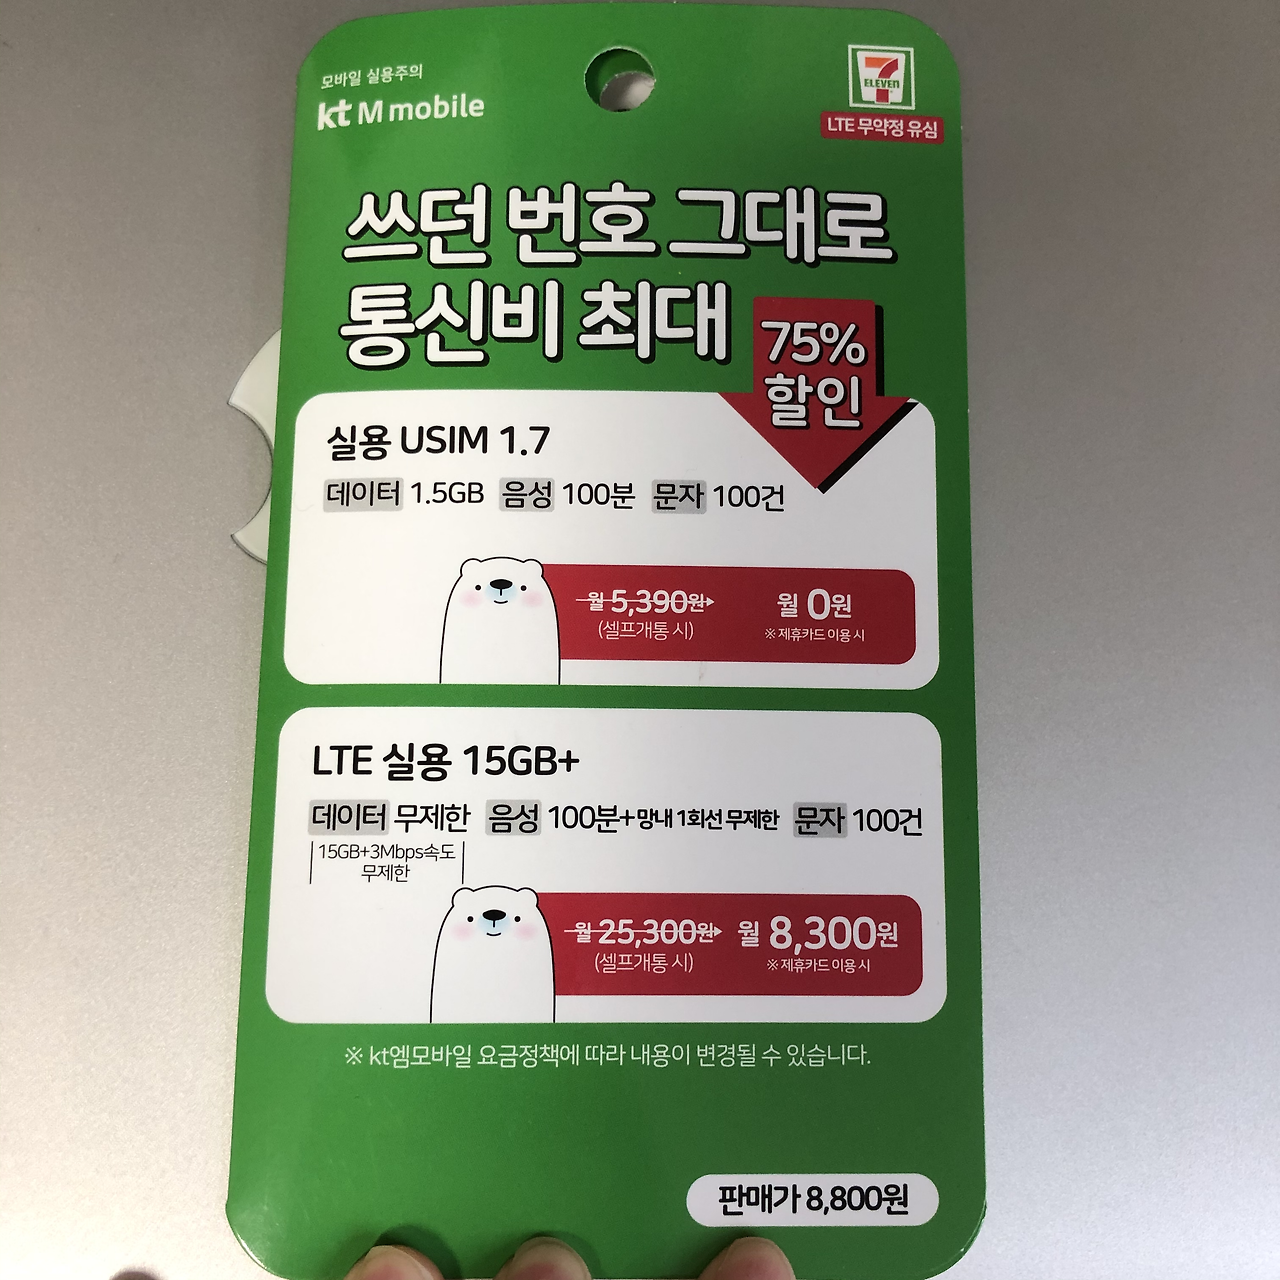 모바일 실용주의
kt M mobile
7
ELEVEN
LTE 무약정 유심
쓰던 번호 그대로
통신비 최대
75%
할인
실용 USIM 1.7
데이터 1.5GB 음성 100분 문자 100건
월 5,390원 월 0원
(셀프개통 시) ※ 제휴카드 이용 시
LTE 실용 15GB+
데이터 무제한 음성 100분+망내 1회선 무제한 문자 100건
15GB+3Mbps속도
무제한
월 25,300원 월 8,300원
(셀프개통 시) ※ 제휴카드 이용 시
※ kt엠모바일 요금정책에 따라 내용이 변경될 수 있습니다.
판매가 8,800원